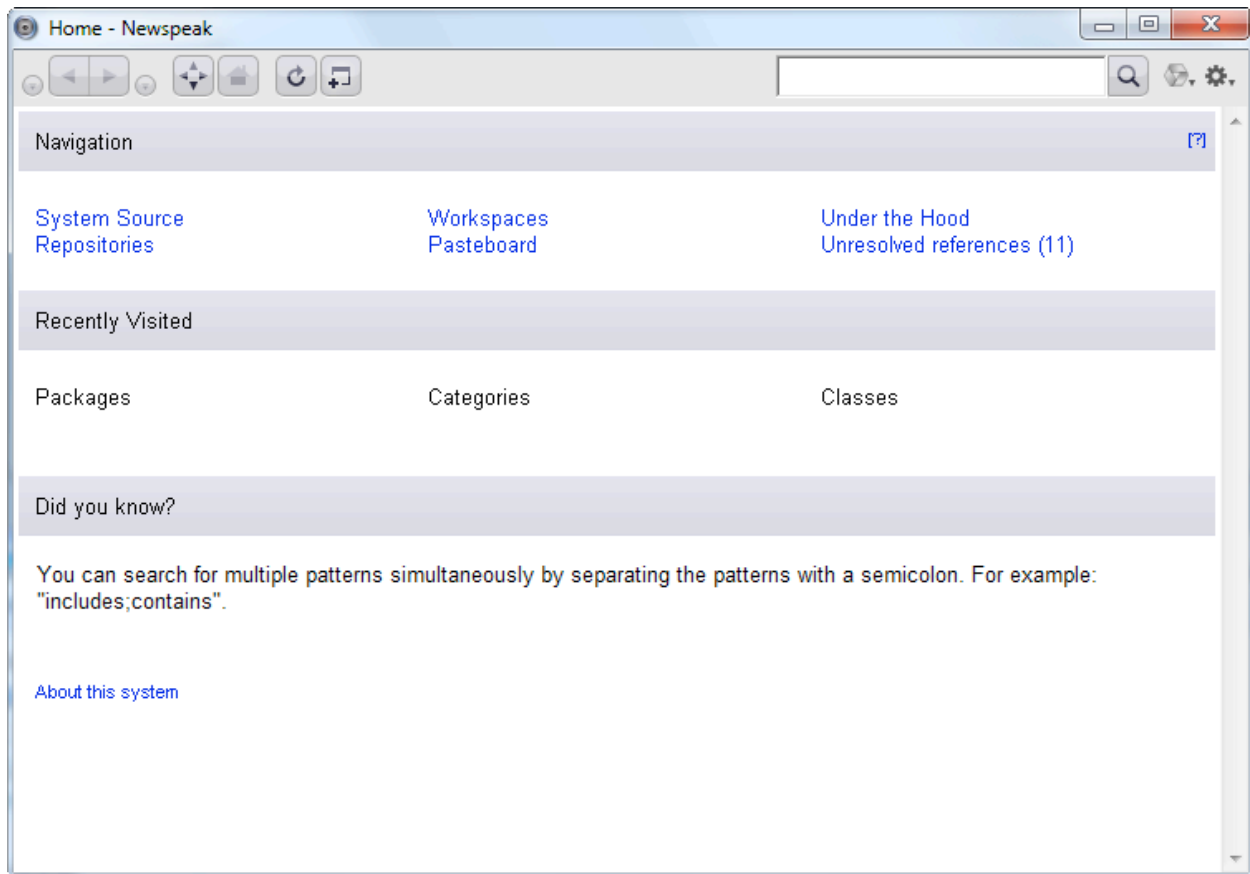 Home - Newspeak
Navigation
[?]
System Source
Workspaces
Under the Hood
Repositories
Pasteboard
Unresolved references (11)
Recently Visited
Packages
Categories
Classes
Did you know?
You can search for multiple patterns simultaneously by separating the patterns with a semicolon. For example:
"includes;contains".
About this system